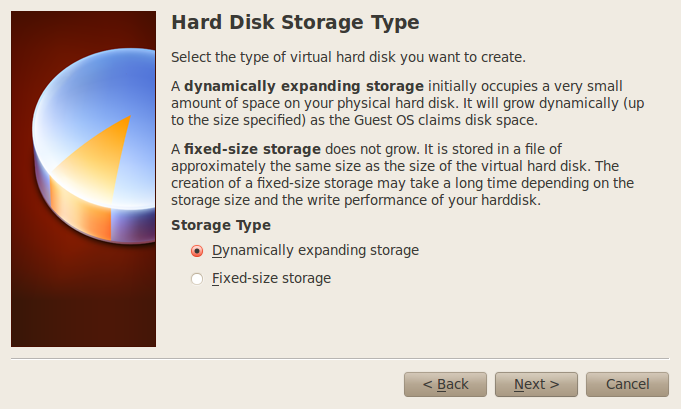 Hard Disk Storage Type
Select the type of virtual hard disk you want to create.
A dynamically expanding storage initially occupies a very small
amount of space on your physical hard disk. It will grow dynamically (up
to the size specified) as the Guest OS claims disk space.
A fixed-size storage does not grow. It is stored in a file of
approximately the same size as the size of the virtual hard disk. The
creation of a fixed-size storage may take a long time depending on the
storage size and the write performance of your harddisk.
Storage Type
Dynamically expanding storage
Fixed-size storage
< Back Next > Cancel